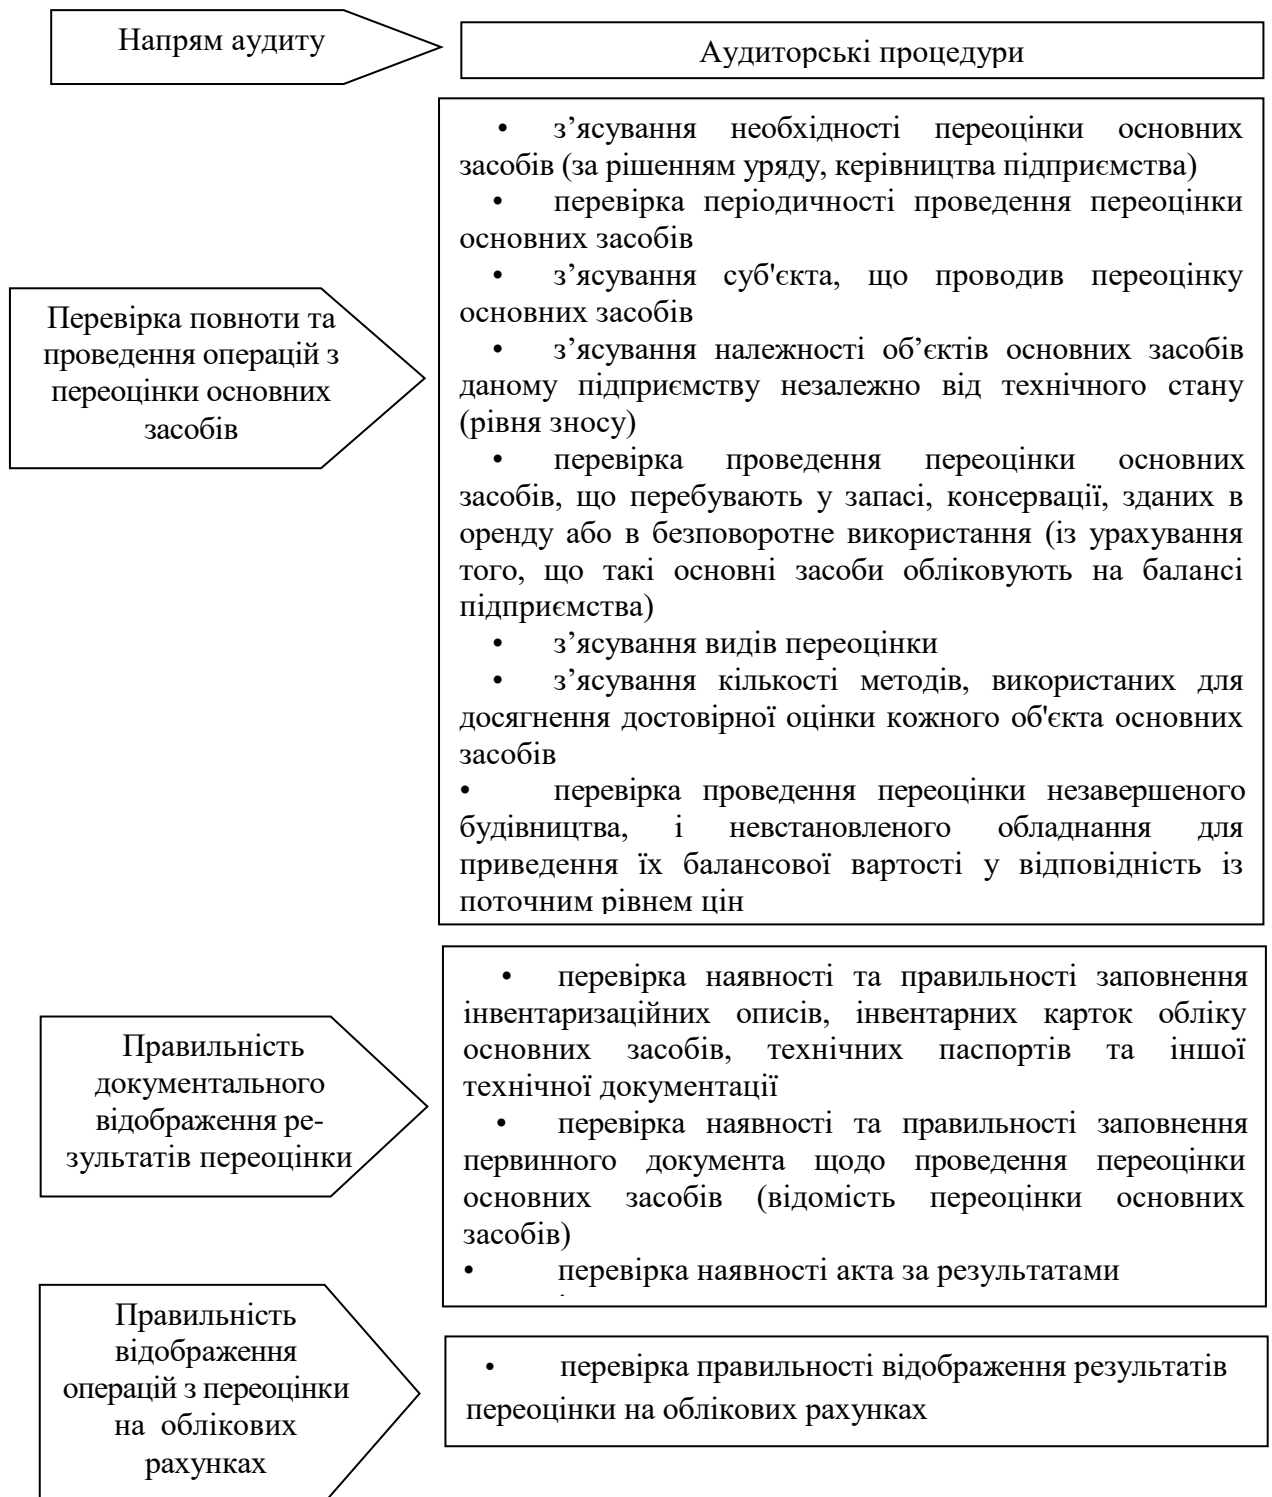 Напрям аудиту
Аудиторські процедури
Перевірка повноти та
проведення операцій з
переоцінки основних
засобів
• з’ясування необхідності переоцінки основних
засобів (за рішенням уряду, керівництва підприємства)
• перевірка періодичності проведення переоцінки
основних засобів
• з’ясування суб'єкта, що проводив переоцінку
основних засобів
• з’ясування належності об’єктів основних засобів
даному підприємству незалежно від технічного стану
(рівня зносу)
• перевірка проведення переоцінки основних
засобів, що перебувають у запасі, консервації, зданих в
оренду або в безповоротне використання (із урахування
того, що такі основні засоби обліковують на балансі
підприємства)
• з’ясування видів переоцінки
• з’ясування кількості методів, використаних для
досягнення достовірної оцінки кожного об'єкта основних
засобів
• перевірка проведення переоцінки незавершеного
будівництва, і невстановленого обладнання для
приведення їх балансової вартості у відповідність із
поточним рівнем цін
Правильність
документального
відображення ре-
зультатів переоцінки
• перевірка наявності та правильності заповнення
інвентаризаційних описів, інвентарних карток обліку
основних засобів, технічних паспортів та іншої
технічної документації
• перевірка наявності та правильності заповнення
первинного документа щодо проведення переоцінки
основних засобів (відомість переоцінки основних
засобів)
• перевірка наявності акта за результатами
Правильність
відображення
операцій з переоцінки
на облікових
рахунках
• перевірка правильності відображення результатів
переоцінки на облікових рахунках